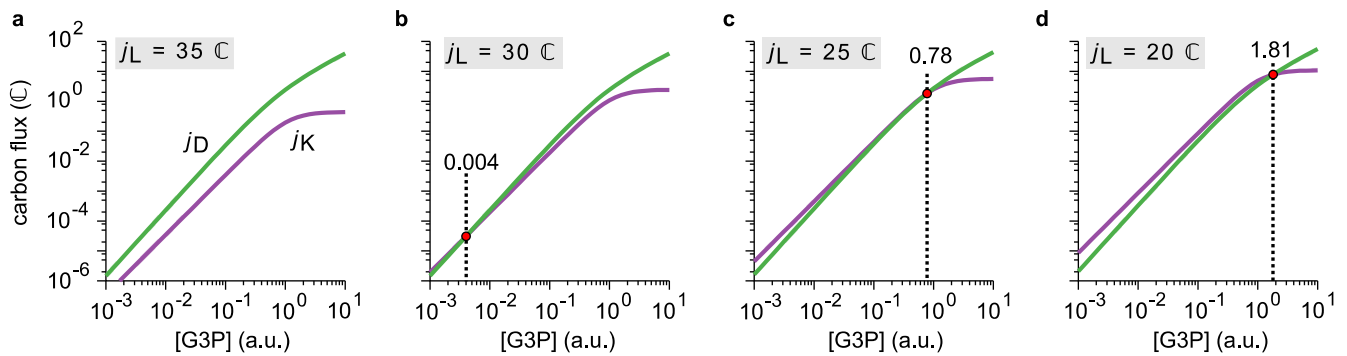 a
b
c
d
jL = 35 ℂ
jL = 30 ℂ
jL = 25 ℂ
jL = 20 ℂ
carbon flux (ℂ)
10^2
10^0
10^−2
10^−4
10^−6
jD
jK
0.004
0.78
1.81
10^−3 10^−2 10^−1 10^0 10^1
10^−3 10^−2 10^−1 10^0 10^1
10^−3 10^−2 10^−1 10^0 10^1
10^−3 10^−2 10^−1 10^0 10^1
[G3P] (a.u.)
[G3P] (a.u.)
[G3P] (a.u.)
[G3P] (a.u.)